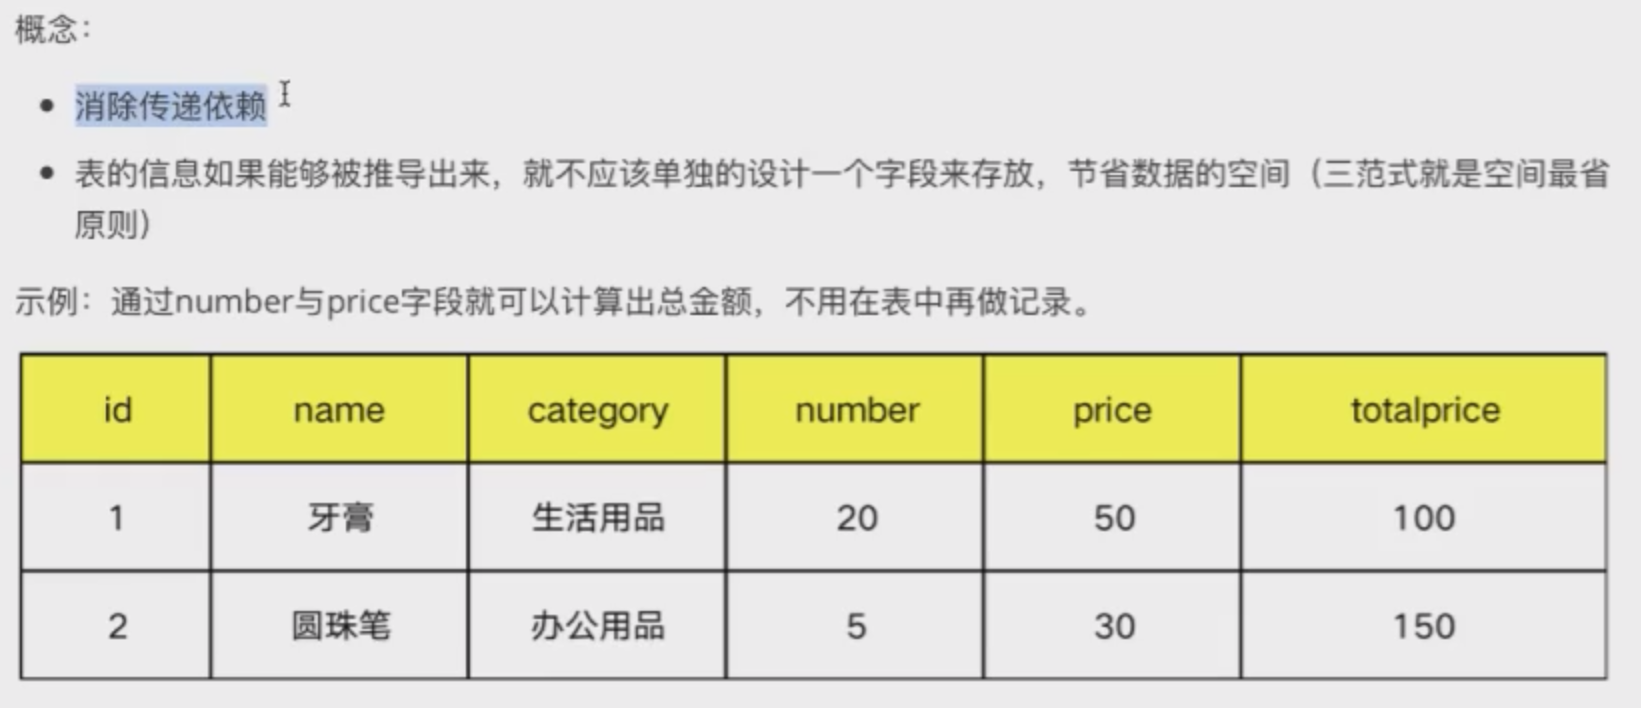 概念：
消除传递依赖
表的信息如果能够被推导出来，就不应该单独的设计一个字段来存放，节省数据的空间（三范式就是空间最省
原则）
示例：通过number与price字段就可以计算出总金额，不用在表中再做记录。
id name category number price totalprice
1 牙膏 生活用品 20 50 100
2 圆珠笔 办公用品 5 30 150